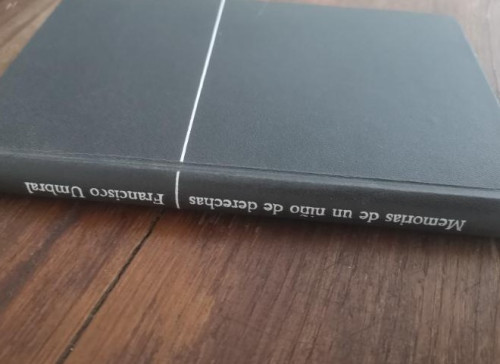 Memorias de un niño de derechas
Francisco Umbral